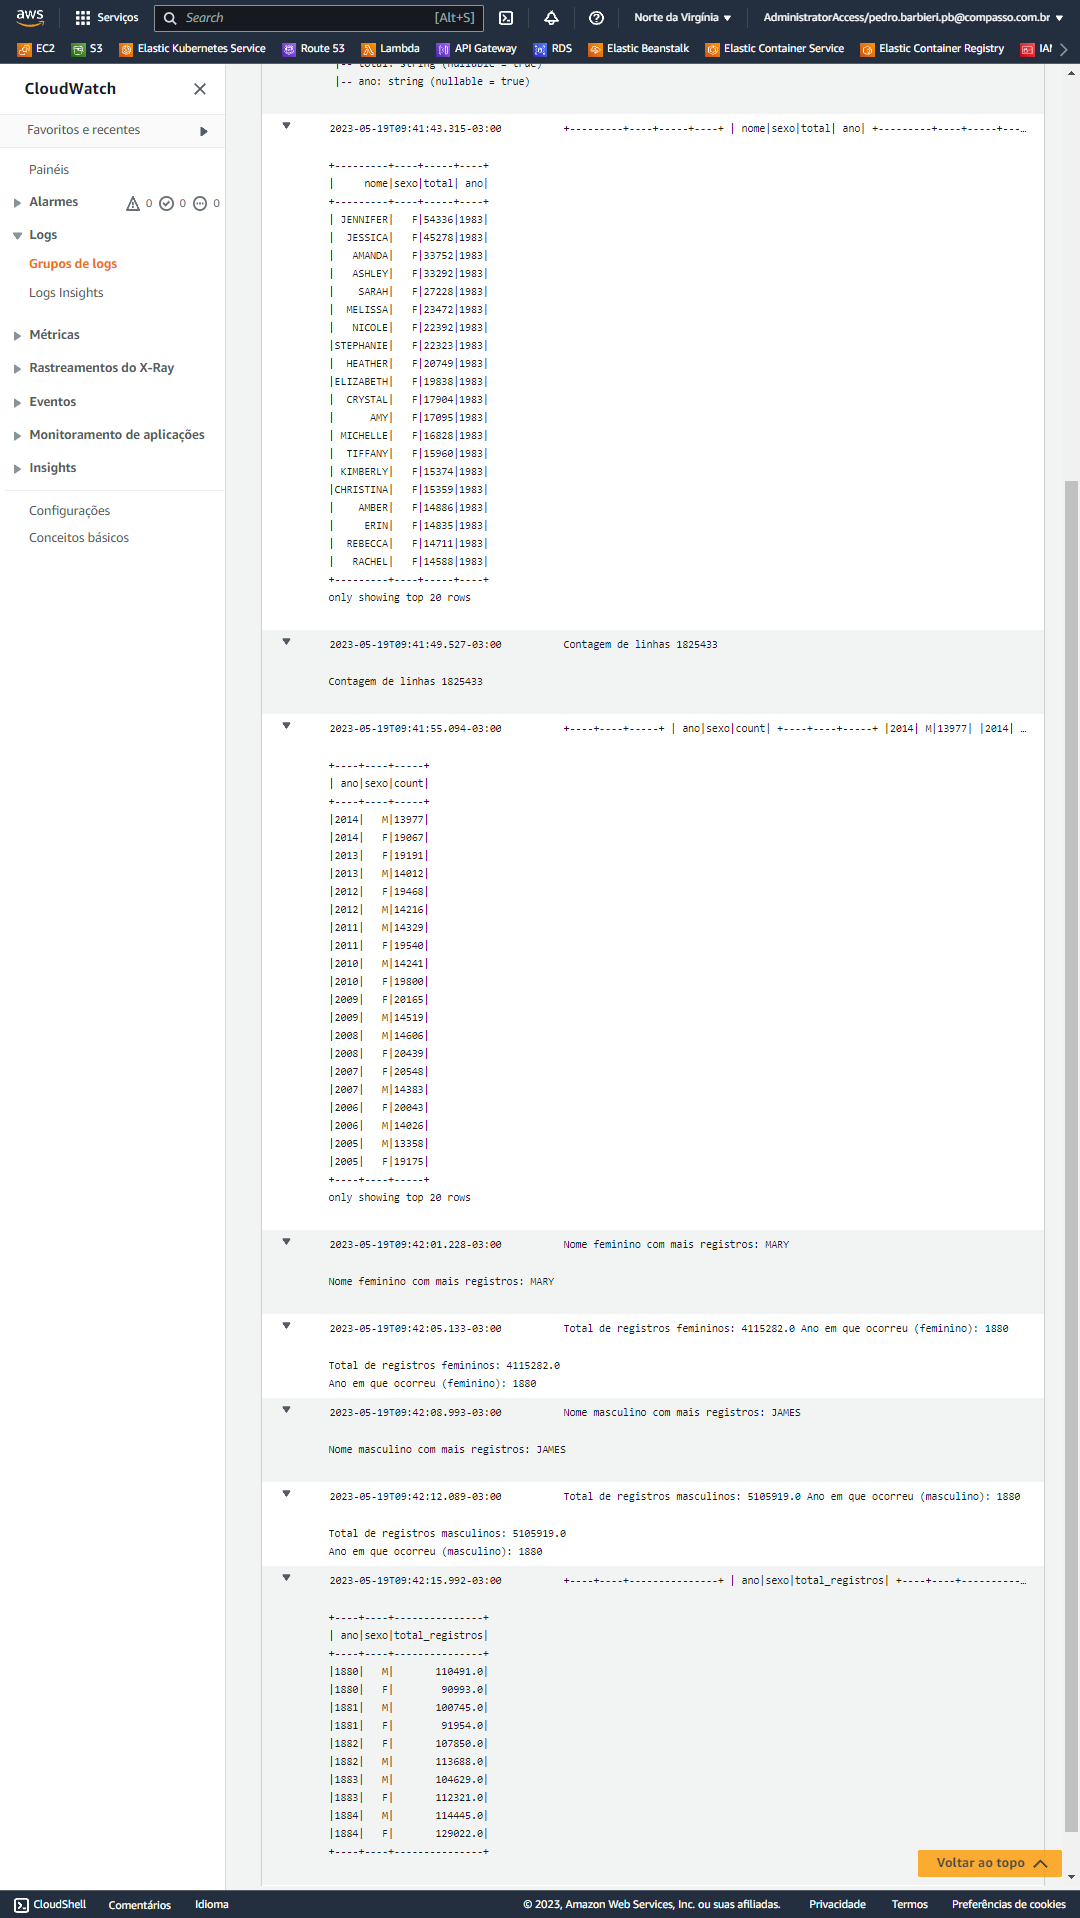 aws Serviços Search [Alt+S] Norte da Virgínia AdministratorAccess/pedro.barbieri.pb@compasso.com.br
EC2 S3 Elastic Kubernetes Service Route 53 Lambda API Gateway RDS Elastic Beanstalk Elastic Container Service Elastic Container Registry IAM
CloudWatch
Favoritos e recentes
Painéis
Alarmes 0 0 0
Logs
Grupos de logs
Logs Insights
Métricas
Rastreamentos do X-Ray
Eventos
Monitoramento de aplicações
Insights
Configurações
Conceitos básicos
|-- total: string (nullable = true)
|-- ano: string (nullable = true)
2023-05-19T09:41:43.315-03:00 +---------+----+-----+----+ | nome|sexo|total| ano| +---------+----+-----+---…
+---------+----+-----+----+
|     nome|sexo|total| ano|
+---------+----+-----+----+
| JENNIFER|   F|54336|1983|
|  JESSICA|   F|45278|1983|
|   AMANDA|   F|33752|1983|
|   ASHLEY|   F|33292|1983|
|    SARAH|   F|27228|1983|
|  MELISSA|   F|23472|1983|
|   NICOLE|   F|22392|1983|
|STEPHANIE|   F|22323|1983|
|  HEATHER|   F|20749|1983|
|ELIZABETH|   F|19838|1983|
|  CRYSTAL|   F|17904|1983|
|      AMY|   F|17095|1983|
| MICHELLE|   F|16828|1983|
|  TIFFANY|   F|15960|1983|
| KIMBERLY|   F|15374|1983|
|CHRISTINA|   F|15359|1983|
|    AMBER|   F|14886|1983|
|     ERIN|   F|14835|1983|
|  REBECCA|   F|14711|1983|
|   RACHEL|   F|14588|1983|
+---------+----+-----+----+
only showing top 20 rows
2023-05-19T09:41:49.527-03:00 Contagem de linhas 1825433
Contagem de linhas 1825433
2023-05-19T09:41:55.094-03:00 +----+----+-----+ | ano|sexo|count| +----+----+-----+ |2014| M|13977| |2014| …
+----+----+-----+
| ano|sexo|count|
+----+----+-----+
|2014|   M|13977|
|2014|   F|19067|
|2013|   F|19191|
|2013|   M|14012|
|2012|   F|19468|
|2012|   M|14216|
|2011|   M|14329|
|2011|   F|19540|
|2010|   M|14241|
|2010|   F|19800|
|2009|   F|20165|
|2009|   M|14519|
|2008|   M|14606|
|2008|   F|20439|
|2007|   F|20548|
|2007|   M|14383|
|2006|   F|20043|
|2006|   M|14026|
|2005|   M|13358|
|2005|   F|19175|
+----+----+-----+
only showing top 20 rows
2023-05-19T09:42:01.228-03:00 Nome feminino com mais registros: MARY
Nome feminino com mais registros: MARY
2023-05-19T09:42:05.133-03:00 Total de registros femininos: 4115282.0 Ano em que ocorreu (feminino): 1880
Total de registros femininos: 4115282.0
Ano em que ocorreu (feminino): 1880
2023-05-19T09:42:08.993-03:00 Nome masculino com mais registros: JAMES
Nome masculino com mais registros: JAMES
2023-05-19T09:42:12.089-03:00 Total de registros masculinos: 5105919.0 Ano em que ocorreu (masculino): 1880
Total de registros masculinos: 5105919.0
Ano em que ocorreu (masculino): 1880
2023-05-19T09:42:15.992-03:00 +----+----+---------------+ | ano|sexo|total_registros| +----+----+----------…
+----+----+---------------+
| ano|sexo|total_registros|
+----+----+---------------+
|1880|   M|       110491.0|
|1880|   F|        90993.0|
|1881|   M|       100745.0|
|1881|   F|        91954.0|
|1882|   F|       107850.0|
|1882|   M|       113688.0|
|1883|   M|       104629.0|
|1883|   F|       112321.0|
|1884|   M|       114445.0|
|1884|   F|       129022.0|
+----+----+---------------+
Voltar ao topo
CloudShell Comentários Idioma © 2023, Amazon Web Services, Inc. ou suas afiliadas. Privacidade Termos Preferências de cookies